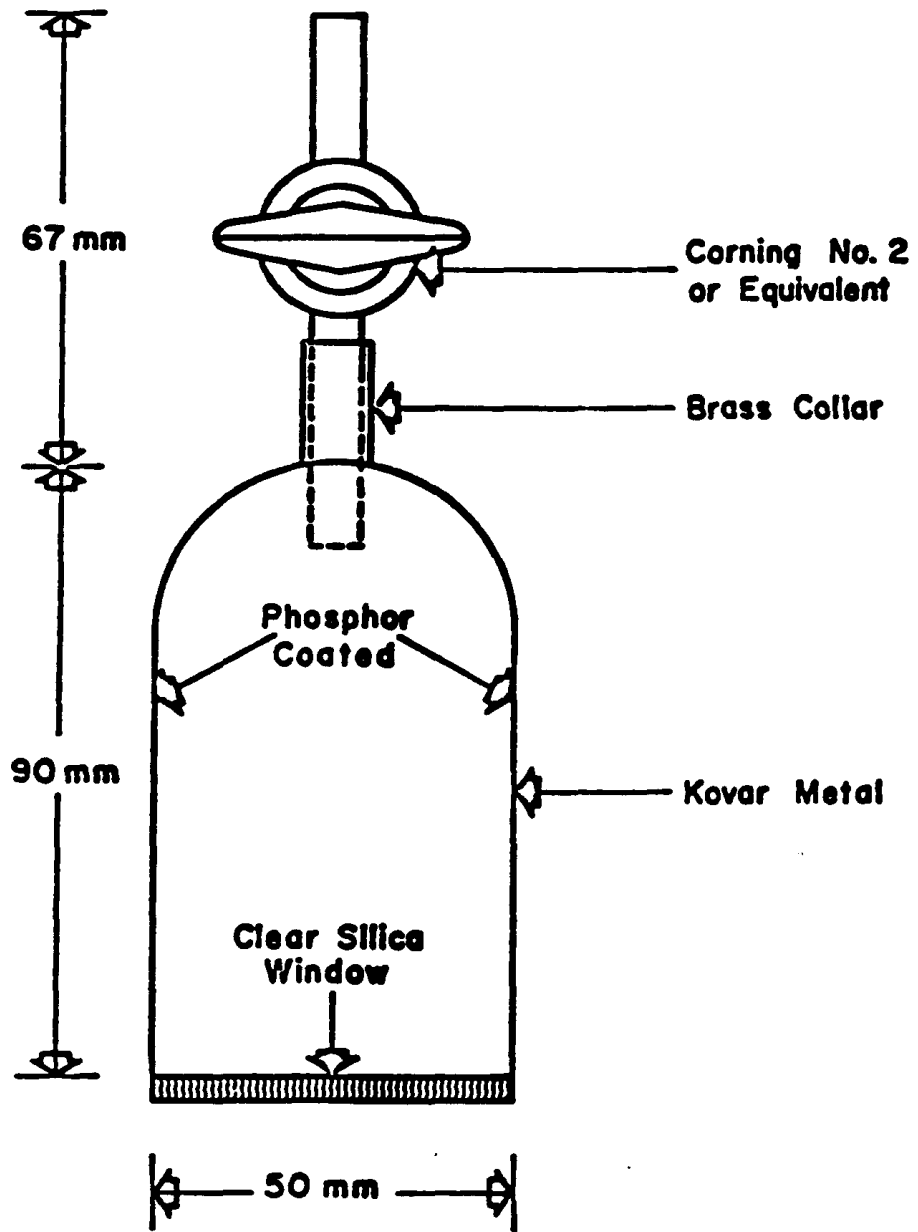 67 mm
Corning No. 2
or Equivalent
Brass Collar
Phosphor
Coated
90 mm
Kovar Metal
Clear Silica
Window
50 mm